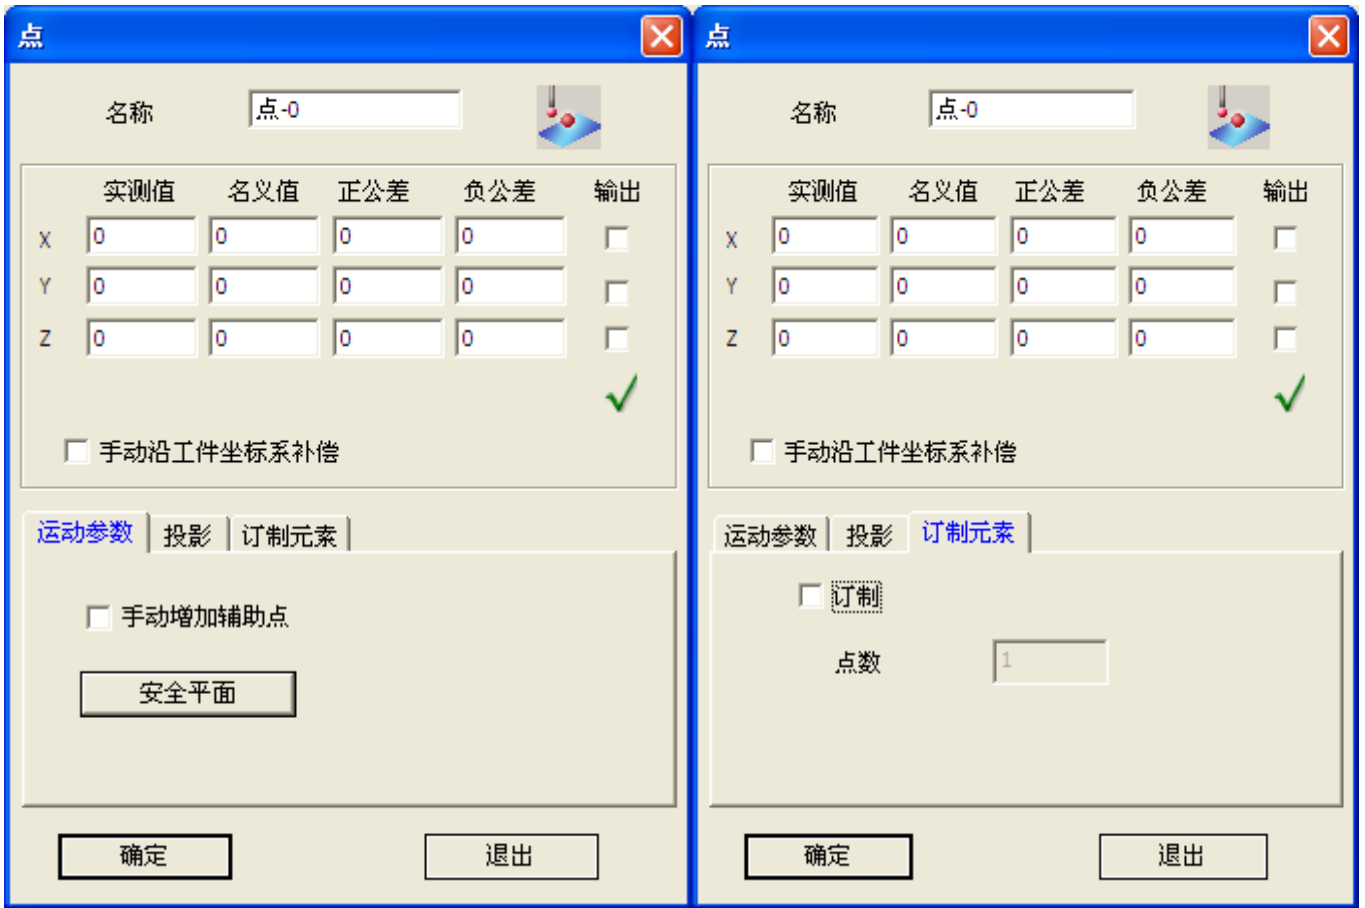 点
名称 点-0
实测值 名义值 正公差 负公差 输出
X 0 0 0 0
Y 0 0 0 0
Z 0 0 0 0
手动沿工件坐标系补偿
运动参数 投影 订制元素
手动增加辅助点
安全平面
确定 退出
点
名称 点-0
实测值 名义值 正公差 负公差 输出
X 0 0 0 0
Y 0 0 0 0
Z 0 0 0 0
手动沿工件坐标系补偿
运动参数 投影 订制元素
订制
点数 1
确定 退出